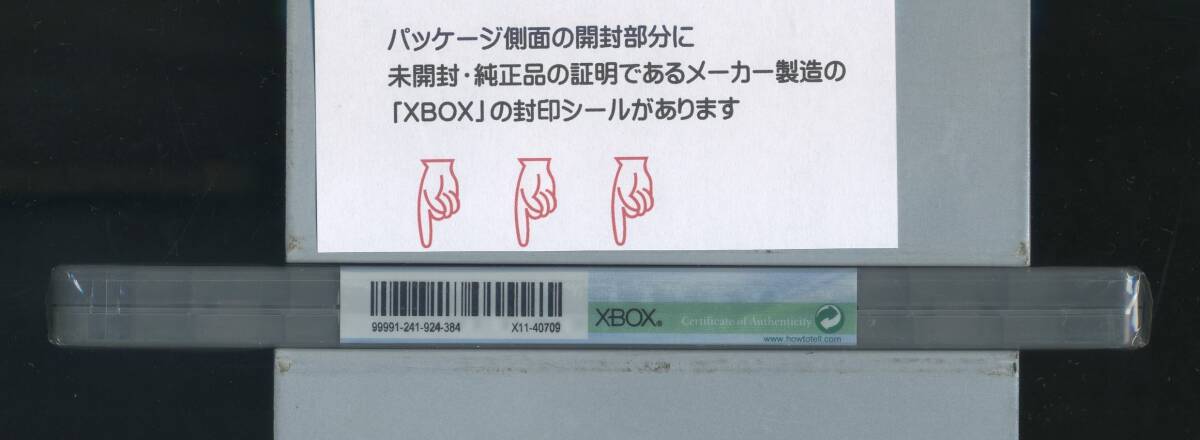 パッケージ側面の開封部分に
未開封・純正品の証明であるメーカー製造の
「XBOX」の封印シールがあります
99991-241-924-384 X11-40709
XBOX® Certificate of Authenticity
www.howtotell.com